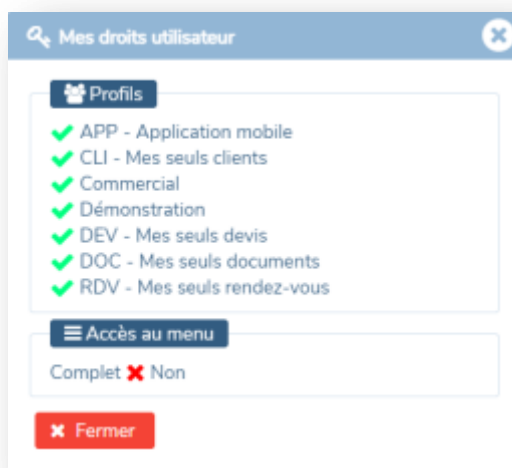 Mes droits utilisateur
Profils
APP - Application mobile
CLI - Mes seuls clients
Commercial
Démonstration
DEV - Mes seuls devis
DOC - Mes seuls documents
RDV - Mes seuls rendez-vous
Accès au menu
Complet Non
Fermer